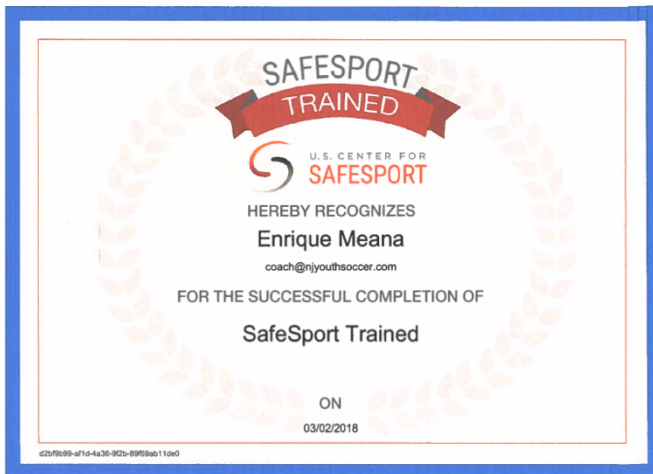 SAFESPORT
TRAINED
U.S. CENTER FOR
SAFESPORT
HEREBY RECOGNIZES
Enrique Meana
coach@njyouthsoccer.com
FOR THE SUCCESSFUL COMPLETION OF
SafeSport Trained
ON
03/02/2018
d2bf9b99-af1d-4a36-9f2b-89f69ab11de0